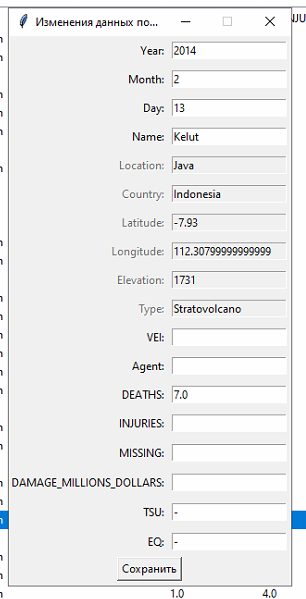 Изменения данных по...
NJU
Year: 2014
Month: 2
Day: 13
Name: Kelut
Location: Java
Country: Indonesia
Latitude: -7.93
Longitude: 112.30799999999999
Elevation: 1731
Type: Stratovolcano
VEI:
Agent:
DEATHS: 7.0
INJURIES:
MISSING:
DAMAGE_MILLIONS_DOLLARS:
TSU: -
EQ: -
Сохранить
1.0 4.0